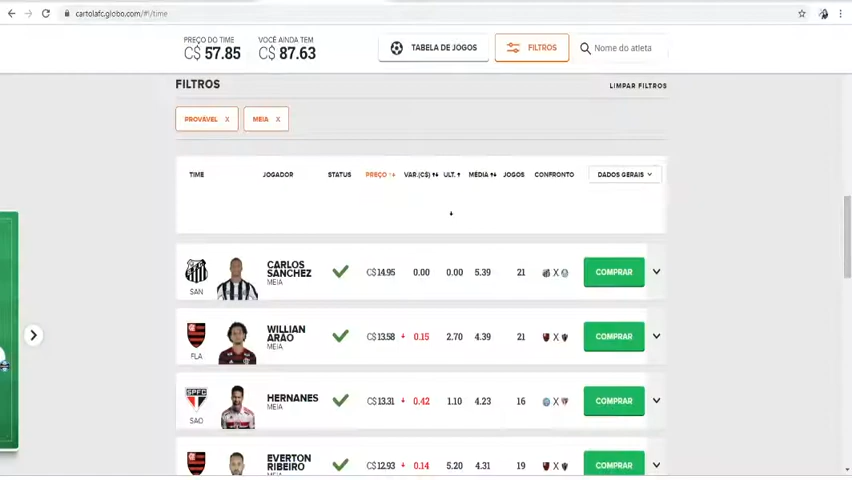 cartolafc.globo.com/#!/time
PREÇO DO TIME
C$ 57.85
VOCÊ AINDA TEM
C$ 87.63
TABELA DE JOGOS
FILTROS
Nome do atleta
FILTROS
LIMPAR FILTROS
PROVÁVEL X
MEIA X
TIME JOGADOR STATUS PREÇO VAR.(C$) ULT. MÉDIA JOGOS CONFRONTO DADOS GERAIS
SAN
CARLOS SANCHEZ
MEIA
C$ 14.95 0.00 0.00 5.39 21 X COMPRAR
FLA
WILLIAN ARÃO
MEIA
C$ 13.58 0.15 2.70 4.39 21 X COMPRAR
SPFC
SAO
HERNANES
MEIA
C$ 13.31 0.42 1.10 4.23 16 X COMPRAR
EVERTON RIBEIRO
MEIA
C$ 12.93 0.14 5.20 4.31 19 X COMPRAR